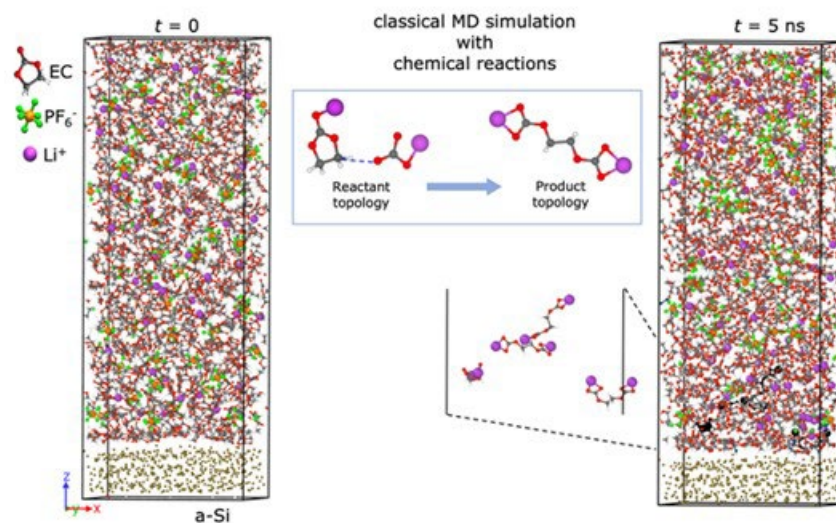 t = 0
classical MD simulation
with
chemical reactions
t = 5 ns
EC
PF₆⁻
Li⁺
Reactant
topology
Product
topology
z
y
x
a-Si